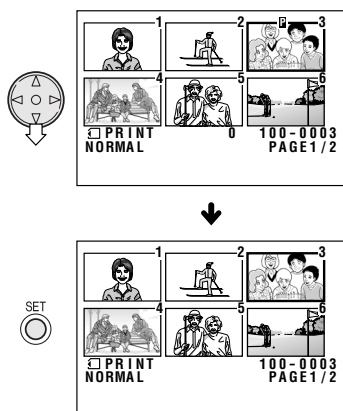 1 2 P 3
4 5 6
PRINT 0 100-0003
NORMAL PAGE1/2
SET
1 2 3
4 5 6
PRINT 100-0003
NORMAL PAGE1/2